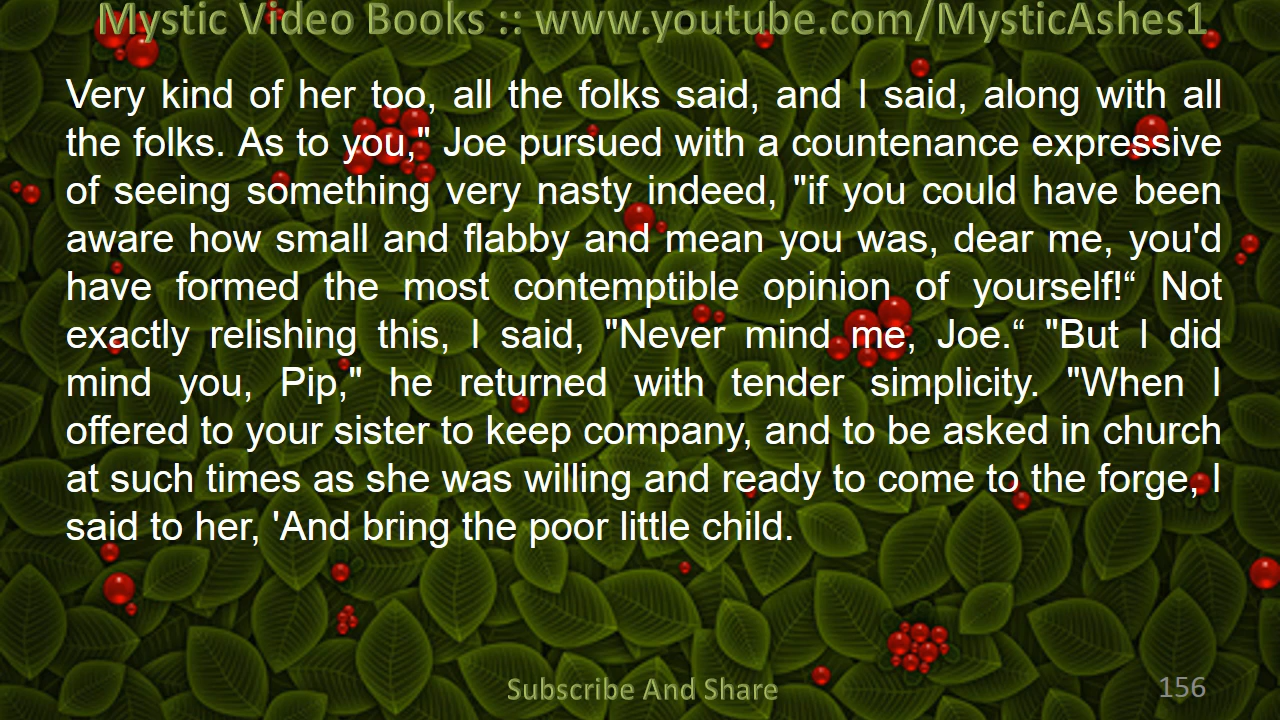 Mystic Video Books :: www.youtube.com/MysticAshes1
Very kind of her too, all the folks said, and I said, along with all
the folks. As to you," Joe pursued with a countenance expressive
of seeing something very nasty indeed, "if you could have been
aware how small and flabby and mean you was, dear me, you'd
have formed the most contemptible opinion of yourself!“ Not
exactly relishing this, I said, "Never mind me, Joe.“ "But I did
mind you, Pip," he returned with tender simplicity. "When I
offered to your sister to keep company, and to be asked in church
at such times as she was willing and ready to come to the forge, I
said to her, 'And bring the poor little child.
Subscribe And Share
156